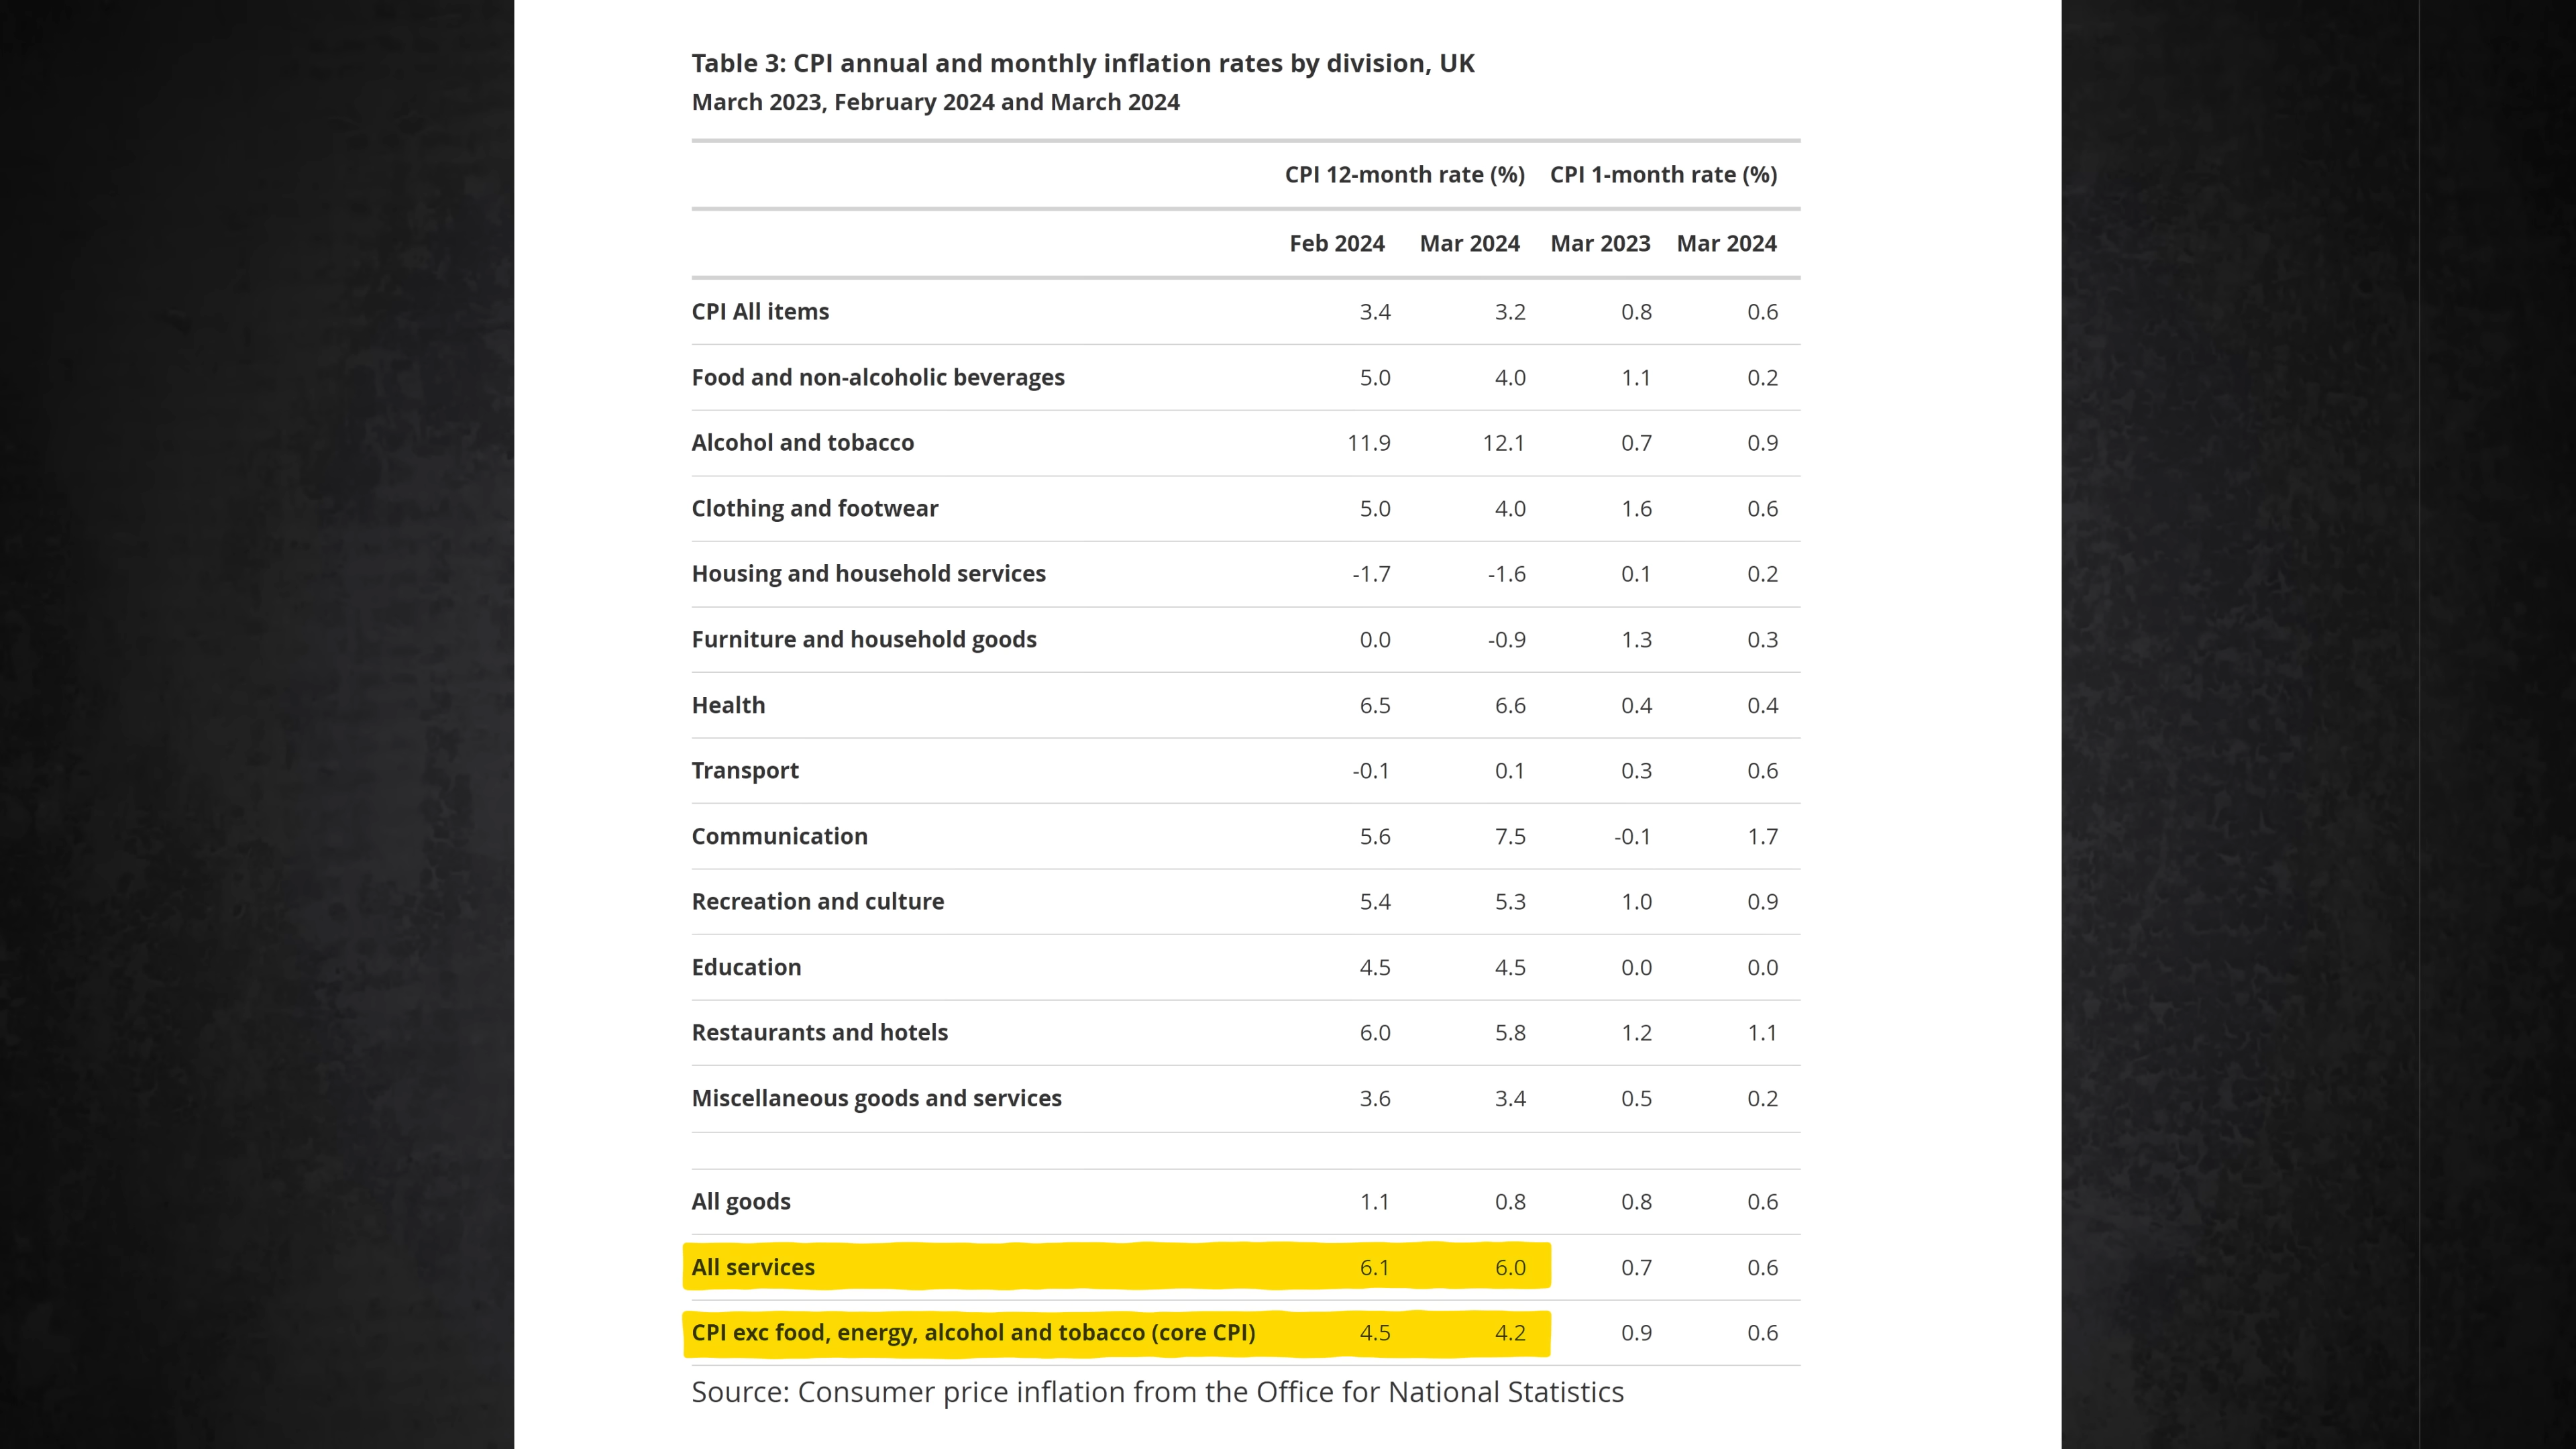 Table 3: CPI annual and monthly inflation rates by division, UK
March 2023, February 2024 and March 2024
CPI 12-month rate (%) CPI 1-month rate (%)
Feb 2024 Mar 2024 Mar 2023 Mar 2024
CPI All items 3.4 3.2 0.8 0.6
Food and non-alcoholic beverages 5.0 4.0 1.1 0.2
Alcohol and tobacco 11.9 12.1 0.7 0.9
Clothing and footwear 5.0 4.0 1.6 0.6
Housing and household services -1.7 -1.6 0.1 0.2
Furniture and household goods 0.0 -0.9 1.3 0.3
Health 6.5 6.6 0.4 0.4
Transport -0.1 0.1 0.3 0.6
Communication 5.6 7.5 -0.1 1.7
Recreation and culture 5.4 5.3 1.0 0.9
Education 4.5 4.5 0.0 0.0
Restaurants and hotels 6.0 5.8 1.2 1.1
Miscellaneous goods and services 3.6 3.4 0.5 0.2
All goods 1.1 0.8 0.8 0.6
All services 6.1 6.0 0.7 0.6
CPI exc food, energy, alcohol and tobacco (core CPI) 4.5 4.2 0.9 0.6
Source: Consumer price inflation from the Office for National Statistics